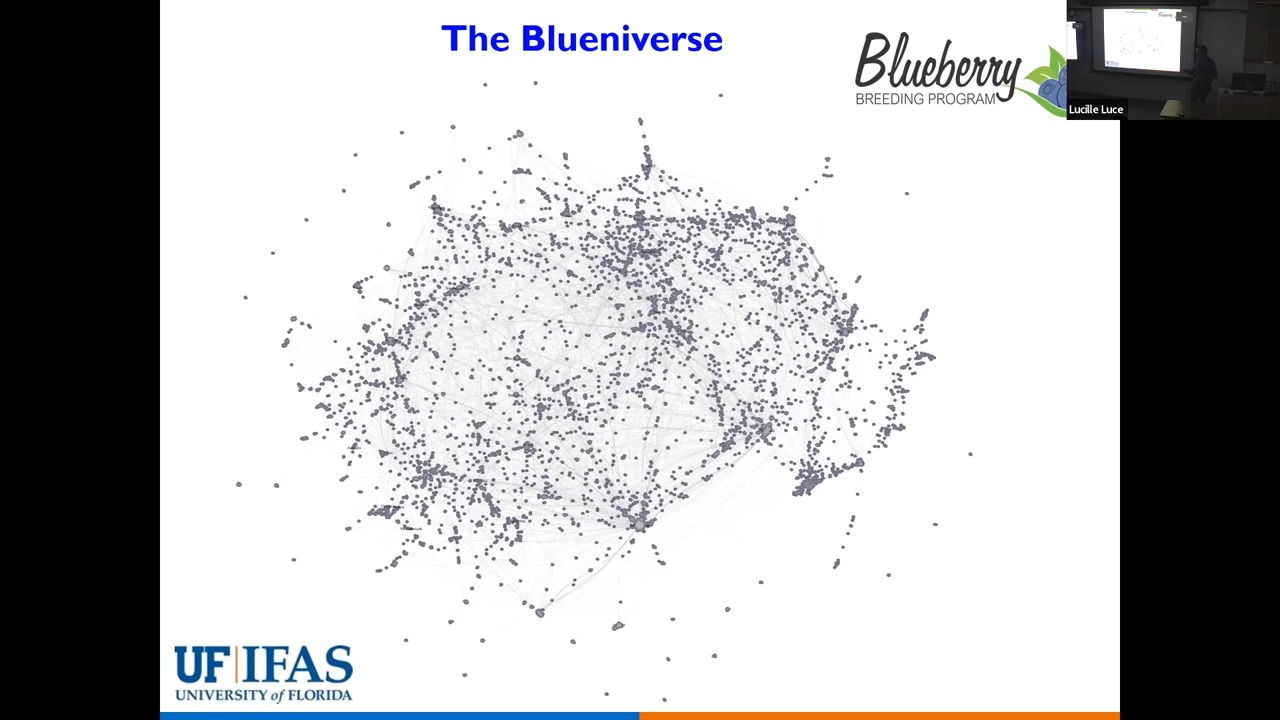 The Blueniverse
Blueberry
BREEDING PROGRAM
Lucille Luce
UF|IFAS
UNIVERSITY of FLORIDA